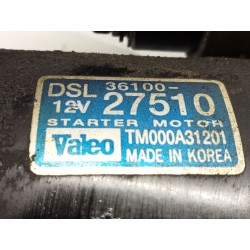 DSL 36100-
12V 27510
STARTER MOTOR
Valeo TM000A31201
MADE IN KOREA